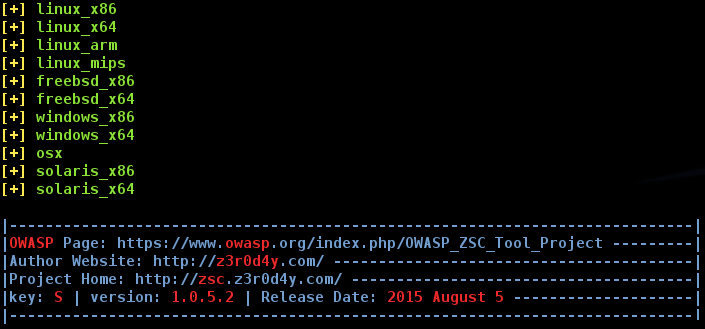 [+] linux_x86
[+] linux_x64
[+] linux_arm
[+] linux_mips
[+] freebsd_x86
[+] freebsd_x64
[+] windows_x86
[+] windows_x64
[+] osx
[+] solaris_x86
[+] solaris_x64
|----------------------------------------------------------------------------|
|OWASP Page: https://www.owasp.org/index.php/OWASP_ZSC_Tool_Project ---------|
|Author Website: http://z3r0d4y.com/ ----------------------------------------|
|Project Home: http://zsc.z3r0d4y.com/ --------------------------------------|
|key: S | version: 1.0.5.2 | Release Date: 2015 August 5 --------------------|
|----------------------------------------------------------------------------|